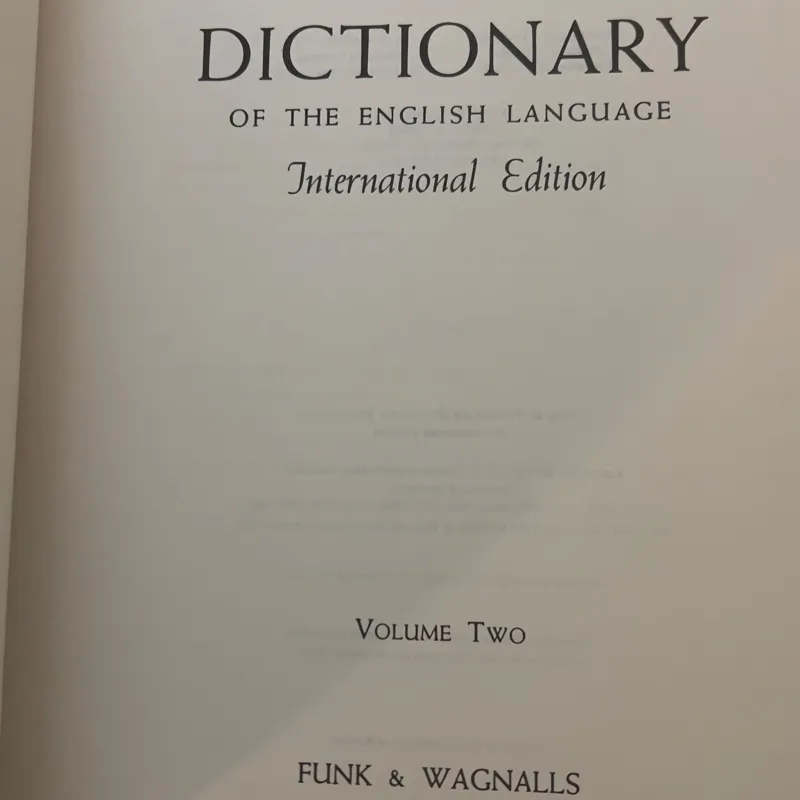 DICTIONARY
OF THE ENGLISH LANGUAGE
International Edition
VOLUME TWO
FUNK & WAGNALLS